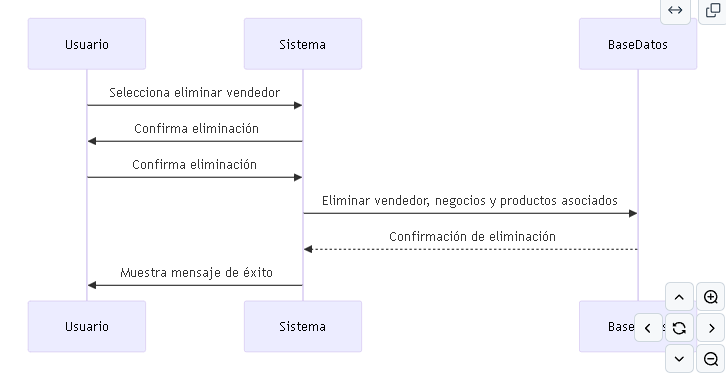 Usuario
Sistema
BaseDatos
Selecciona eliminar vendedor
Confirma eliminación
Confirma eliminación
Eliminar vendedor, negocios y productos asociados
Confirmación de eliminación
Muestra mensaje de éxito
Usuario
Sistema